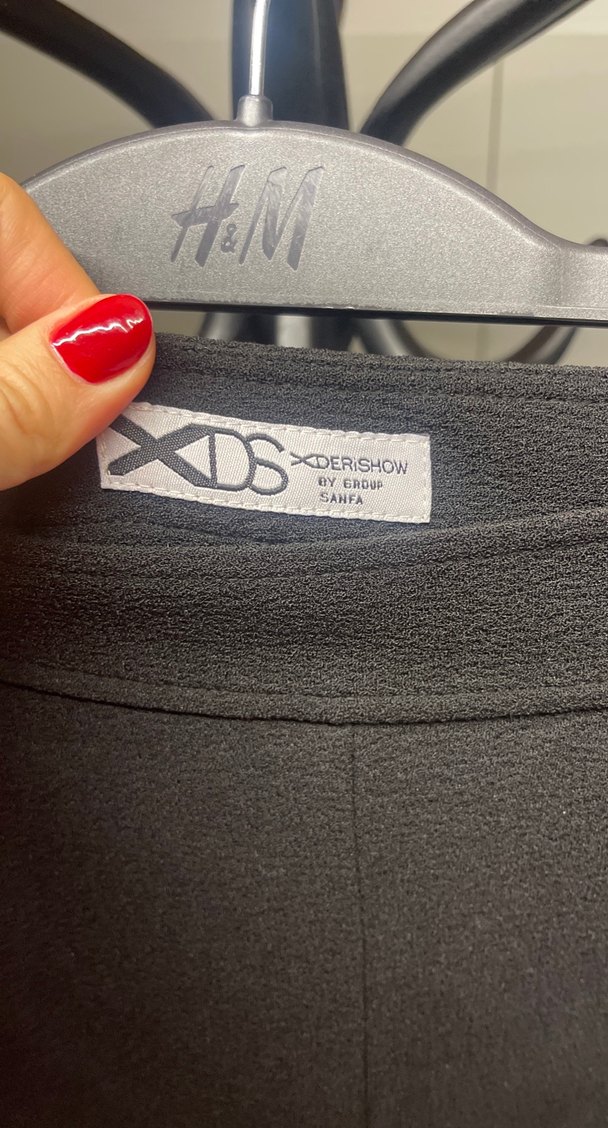 H&M
XDS
XDERiSHOW
BY GROUP
SANFA